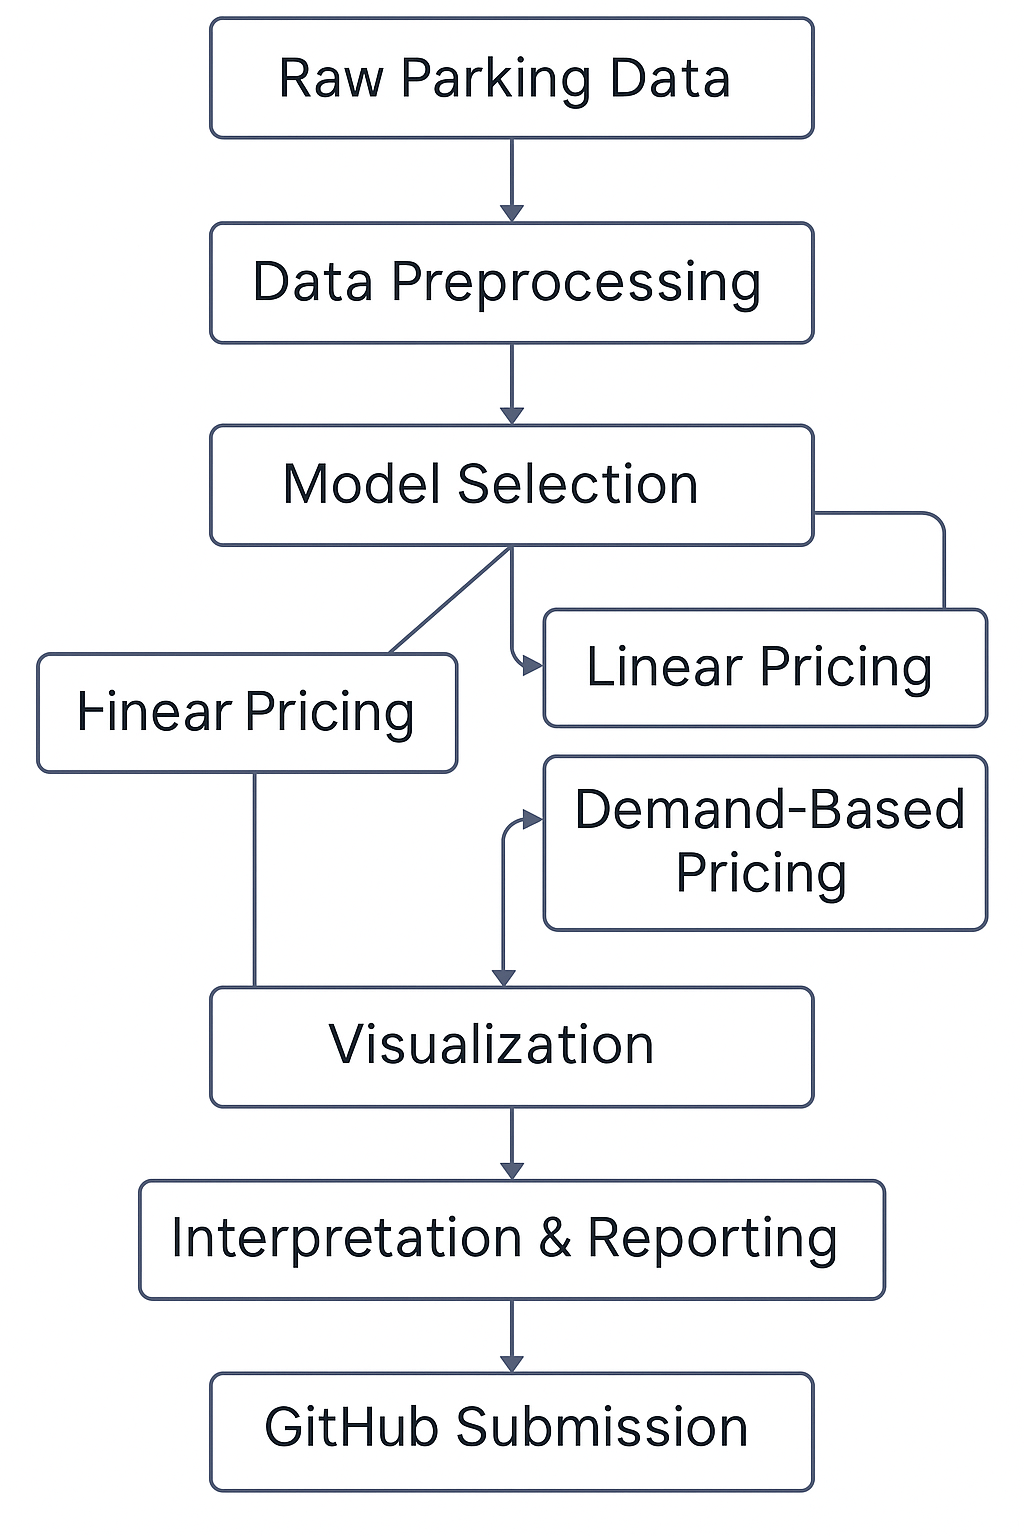 Raw Parking Data
Data Preprocessing
Model Selection
Linear Pricing
Hinear Pricing
Demand-Based
Pricing
Visualization
Interpretation & Reporting
GitHub Submission